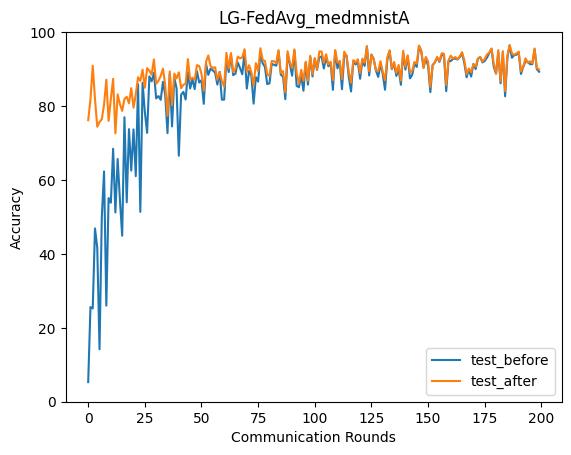 LG-FedAvg_medmnistA
100
80
60
40
20
0
Accuracy
0 25 50 75 100 125 150 175 200
Communication Rounds
test_before
test_after